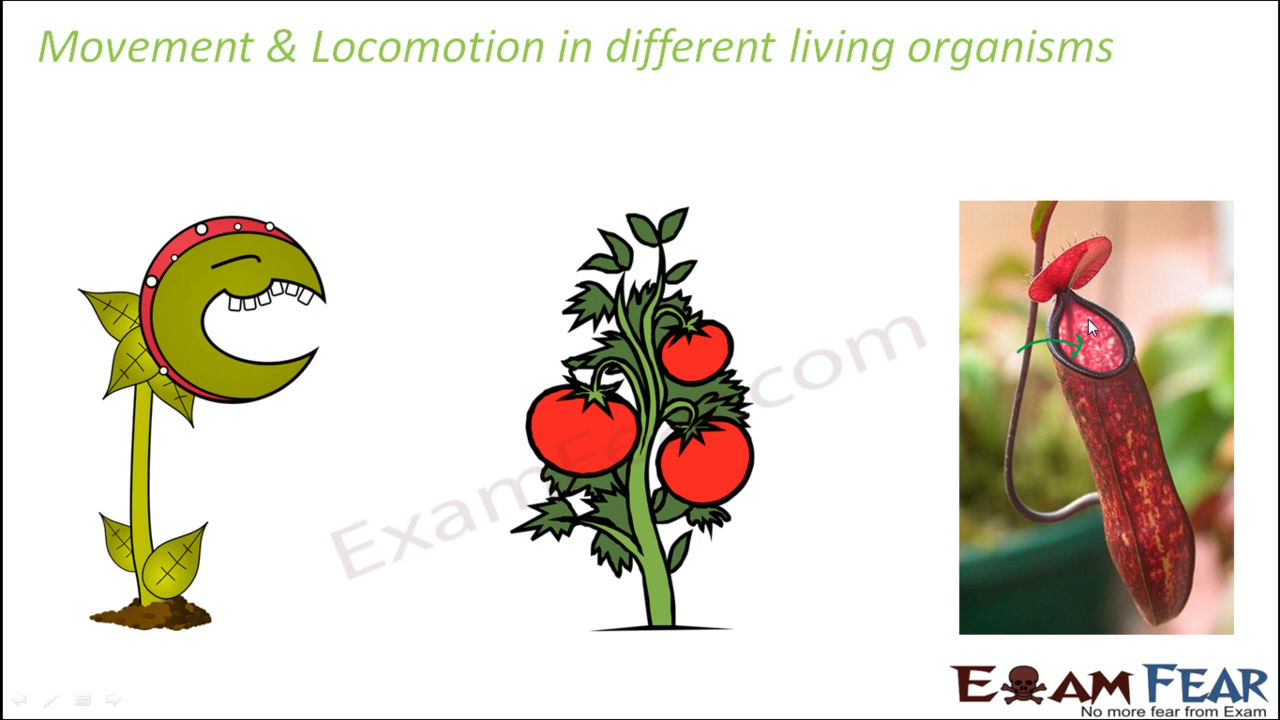 Movement & Locomotion in different living organisms
ExamFear.com
EXAM FEAR
No more fear from Exam